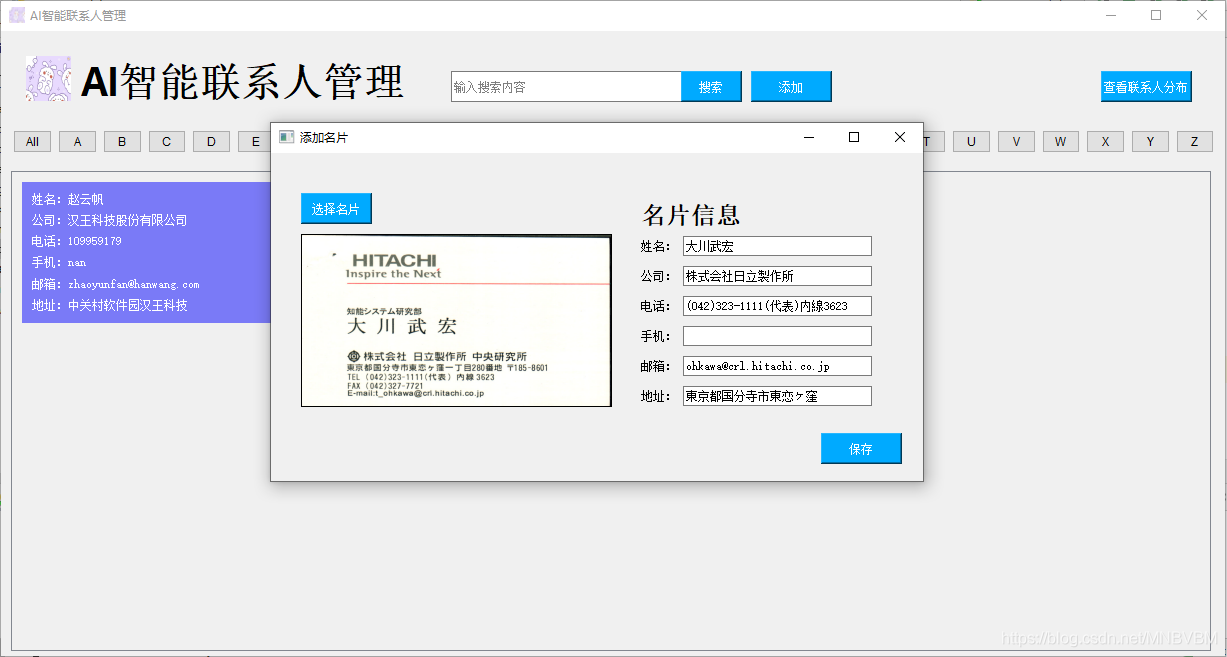 AI智能联系人管理
AI智能联系人管理
输入搜索内容
搜索
添加
查看联系人分布
All
A
B
C
D
E
T
U
V
W
X
Y
Z
姓名：赵云帆
公司：汉王科技股份有限公司
电话：109959179
手机：nan
邮箱：zhaoyunfan@hanwang.com
地址：中关村软件园汉王科技
添加名片
选择名片
HITACHI
Inspire the Next
知能システム研究部
大川武宏
株式会社 日立製作所 中央研究所
東京都国分寺市東恋ヶ窪一丁目280番地 〒185-8601
TEL (042)323-1111(代表) 内線 3623
FAX (042)327-7721
E-mail:t_ohkawa@crl.hitachi.co.jp
名片信息
姓名： 大川武宏
公司： 株式会社日立製作所
电话： (042)323-1111(代表)内線3623
手机：
邮箱： ohkawa@crl.hitachi.co.jp
地址： 東京都国分寺市東恋ヶ窪
保存
https://blog.csdn.net/MNBVBM